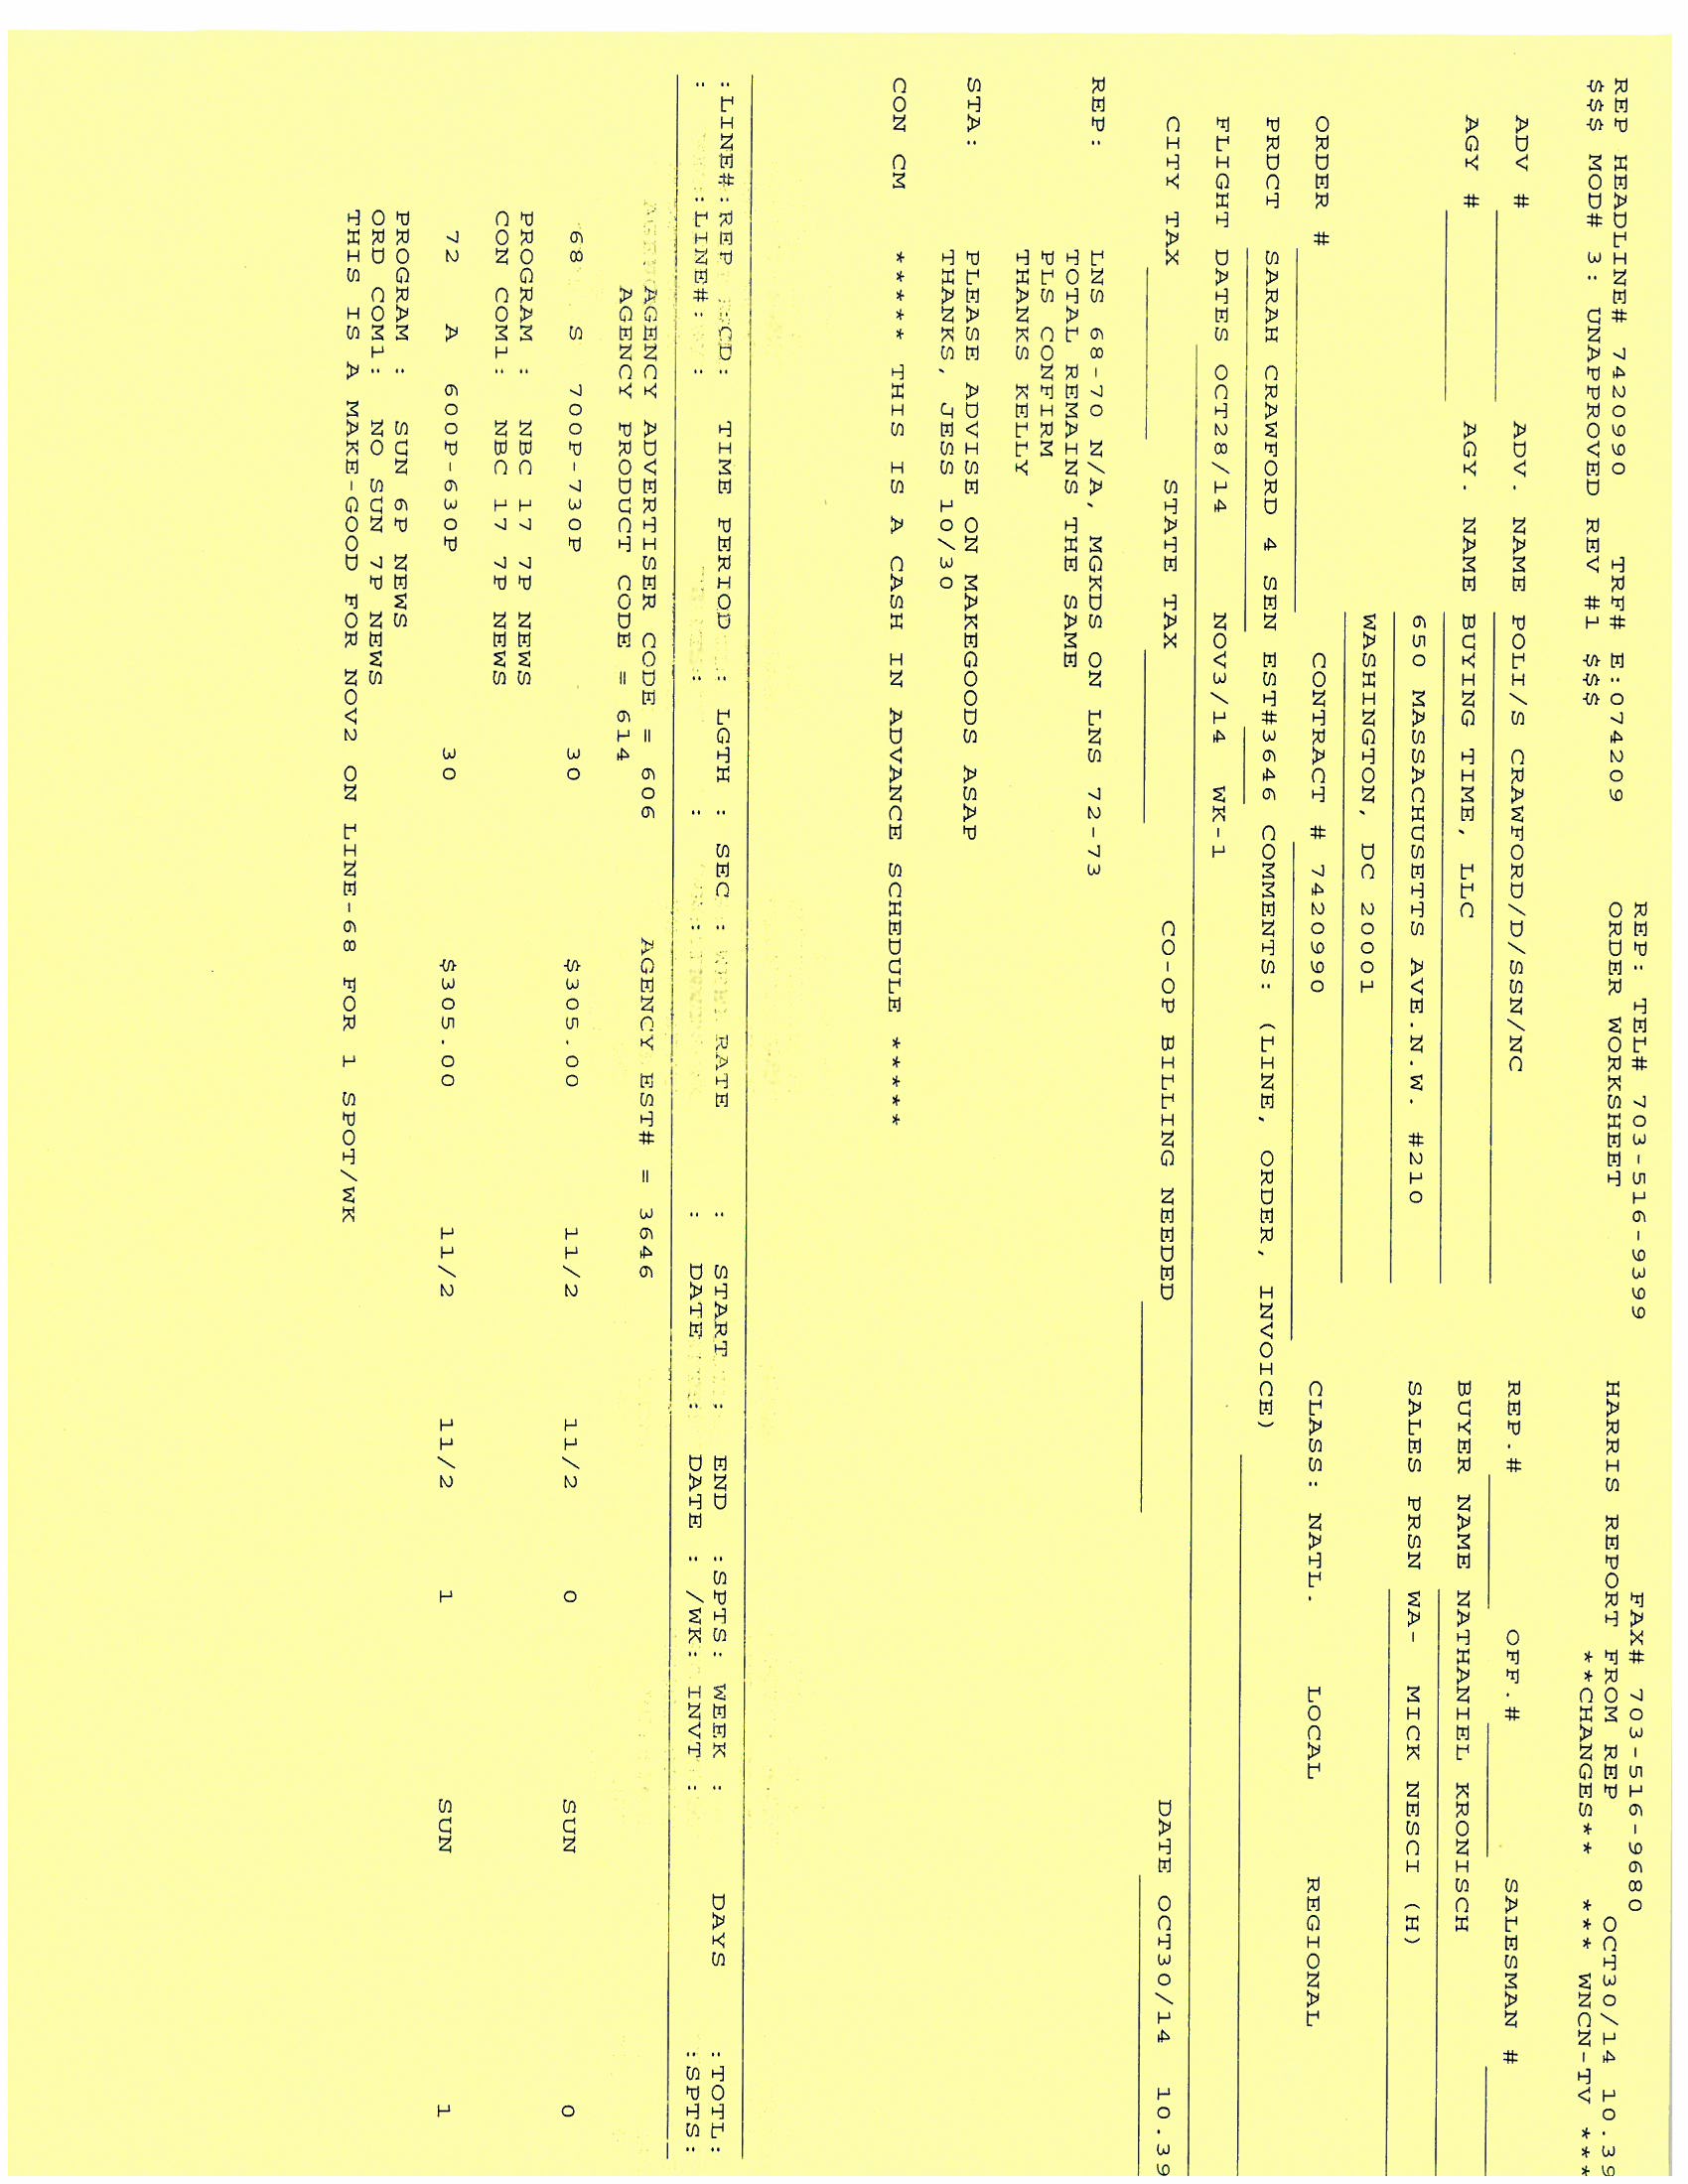 REP: TEL# 703-516-9399 FAX# 703-516-9680
REP HEADLINE# 7420990 TRF# E:074209 ORDER WORKSHEET HARRIS REPORT FROM REP OCT30/14 10.39
$$$ MOD# 3: UNAPPROVED REV #1 $$$ **CHANGES** *** WNCN-TV ***
ADV # ADV. NAME POLI/S CRAWFORD/D/SSN/NC REP.# OFF.# SALESMAN #
AGY # AGY. NAME BUYING TIME, LLC BUYER NAME NATHANIEL KRONISCH
650 MASSACHUSETTS AVE.N.W. #210 SALES PRSN WA- MICK NESCI (H)
WASHINGTON, DC 20001
ORDER # CONTRACT # 7420990 CLASS: NATL. LOCAL REGIONAL
PRDCT SARAH CRAWFORD 4 SEN EST#3646 COMMENTS: (LINE, ORDER, INVOICE)
FLIGHT DATES OCT28/14 NOV3/14 WK-1
CITY TAX STATE TAX CO-OP BILLING NEEDED DATE OCT30/14 10.39
REP: LNS 68-70 N/A, MGKDS ON LNS 72-73
TOTAL REMAINS THE SAME
PLS CONFIRM
THANKS KELLY
STA: PLEASE ADVISE ON MAKEGOODS ASAP
THANKS, JESS 10/30
CON CM ***** THIS IS A CASH IN ADVANCE SCHEDULE *****
:LINE#:REP CD: TIME PERIOD : LGTH : SEC : RATE : START : END :SPTS: WEEK : DAYS :TOTL:
: :LINE#: : : : : : DATE : DATE : /WK: INVT : :SPTS:
AGENCY ADVERTISER CODE = 606 AGENCY EST# = 3646
AGENCY PRODUCT CODE = 614
68 S 700P-730P 30 $305.00 11/2 11/2 0 SUN 0
PROGRAM : NBC 17 7P NEWS
CON COM1: NBC 17 7P NEWS
72 A 600P-630P 30 $305.00 11/2 11/2 1 SUN 1
PROGRAM : SUN 6P NEWS
ORD COM1: NO SUN 7P NEWS
THIS IS A MAKE-GOOD FOR NOV2 ON LINE-68 FOR 1 SPOT/WK